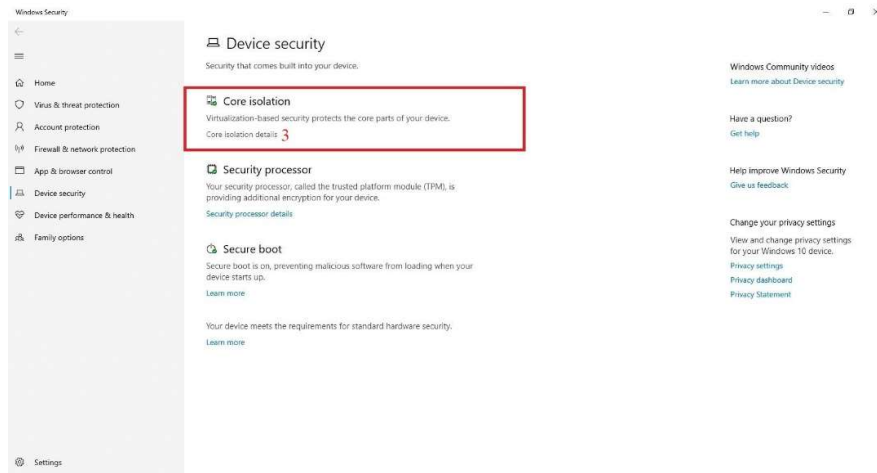 Windows Security
Home
Virus & threat protection
Account protection
Firewall & network protection
App & browser control
Device security
Device performance & health
Family options
Settings
Device security
Security that comes built into your device.
Core isolation
Virtualization-based security protects the core parts of your device.
Core isolation details 3
Security processor
Your security processor, called the trusted platform module (TPM), is
providing additional encryption for your device.
Security processor details
Secure boot
Secure boot is on, preventing malicious software from loading when your
device starts up.
Learn more
Your device meets the requirements for standard hardware security.
Learn more
Windows Community videos
Learn more about Device security
Have a question?
Get help
Help improve Windows Security
Give us feedback
Change your privacy settings
View and change privacy settings
for your Windows 10 device.
Privacy settings
Privacy dashboard
Privacy Statement